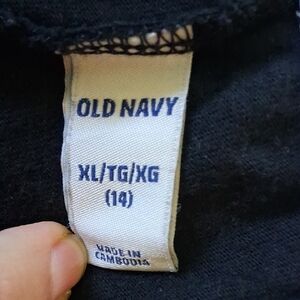 OLD NAVY
XL/TG/XG
(14)
MADE IN
CAMBODIA